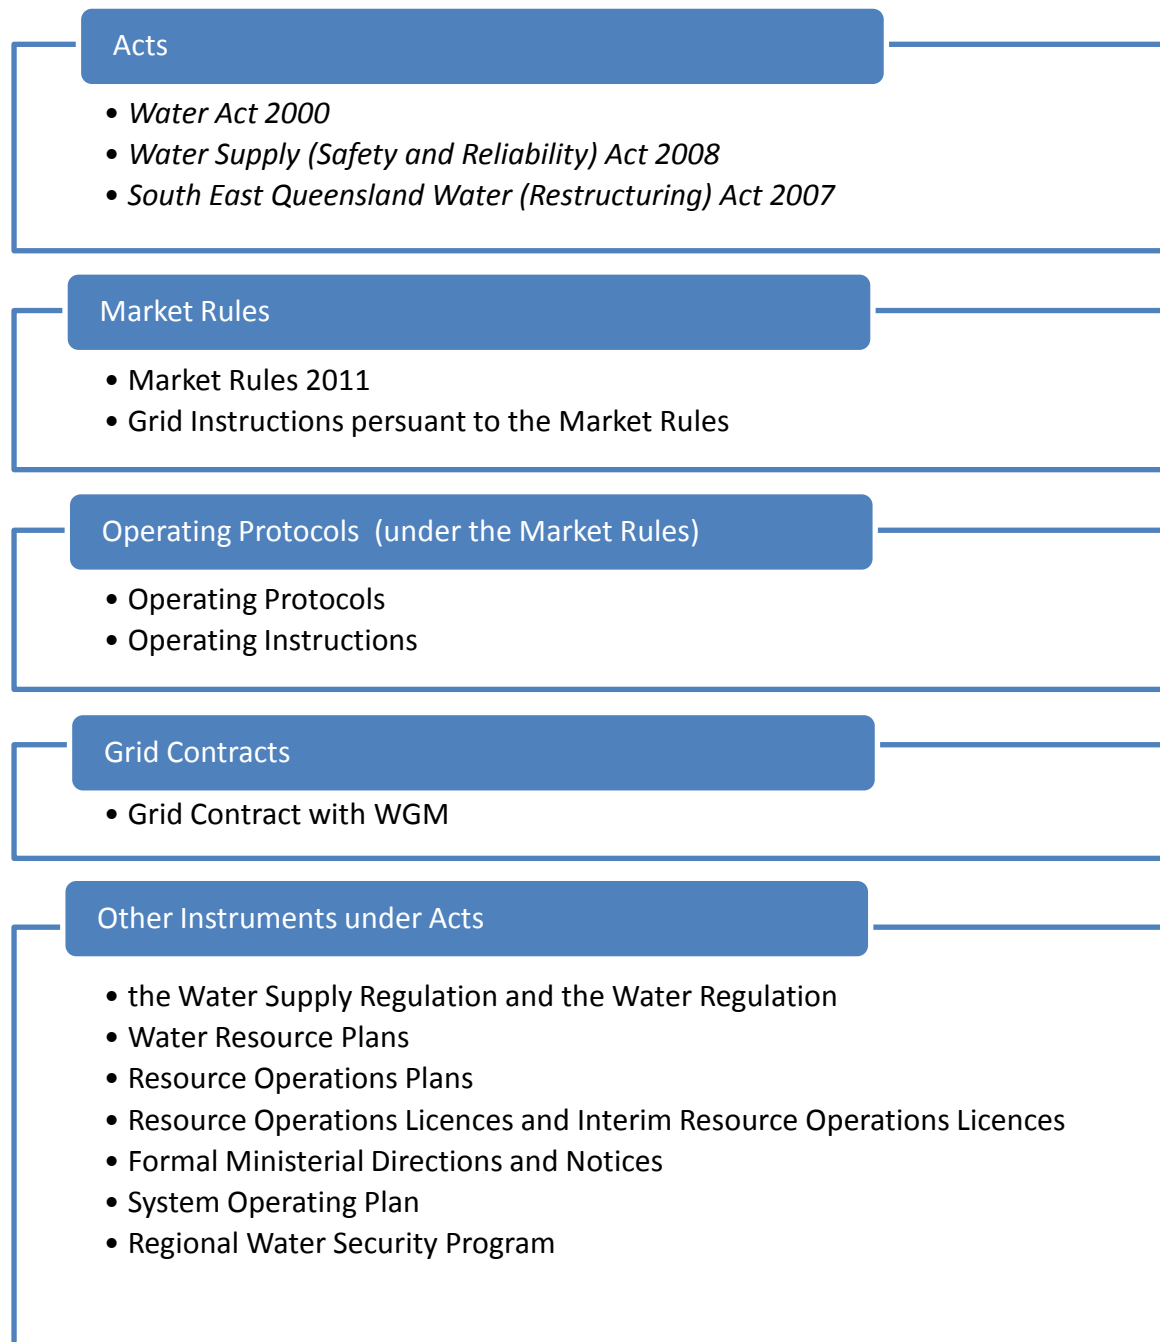 Acts
• Water Act 2000
• Water Supply (Safety and Reliability) Act 2008
• South East Queensland Water (Restructuring) Act 2007
Market Rules
• Market Rules 2011
• Grid Instructions persuant to the Market Rules
Operating Protocols (under the Market Rules)
• Operating Protocols
• Operating Instructions
Grid Contracts
• Grid Contract with WGM
Other Instruments under Acts
• the Water Supply Regulation and the Water Regulation
• Water Resource Plans
• Resource Operations Plans
• Resource Operations Licences and Interim Resource Operations Licences
• Formal Ministerial Directions and Notices
• System Operating Plan
• Regional Water Security Program